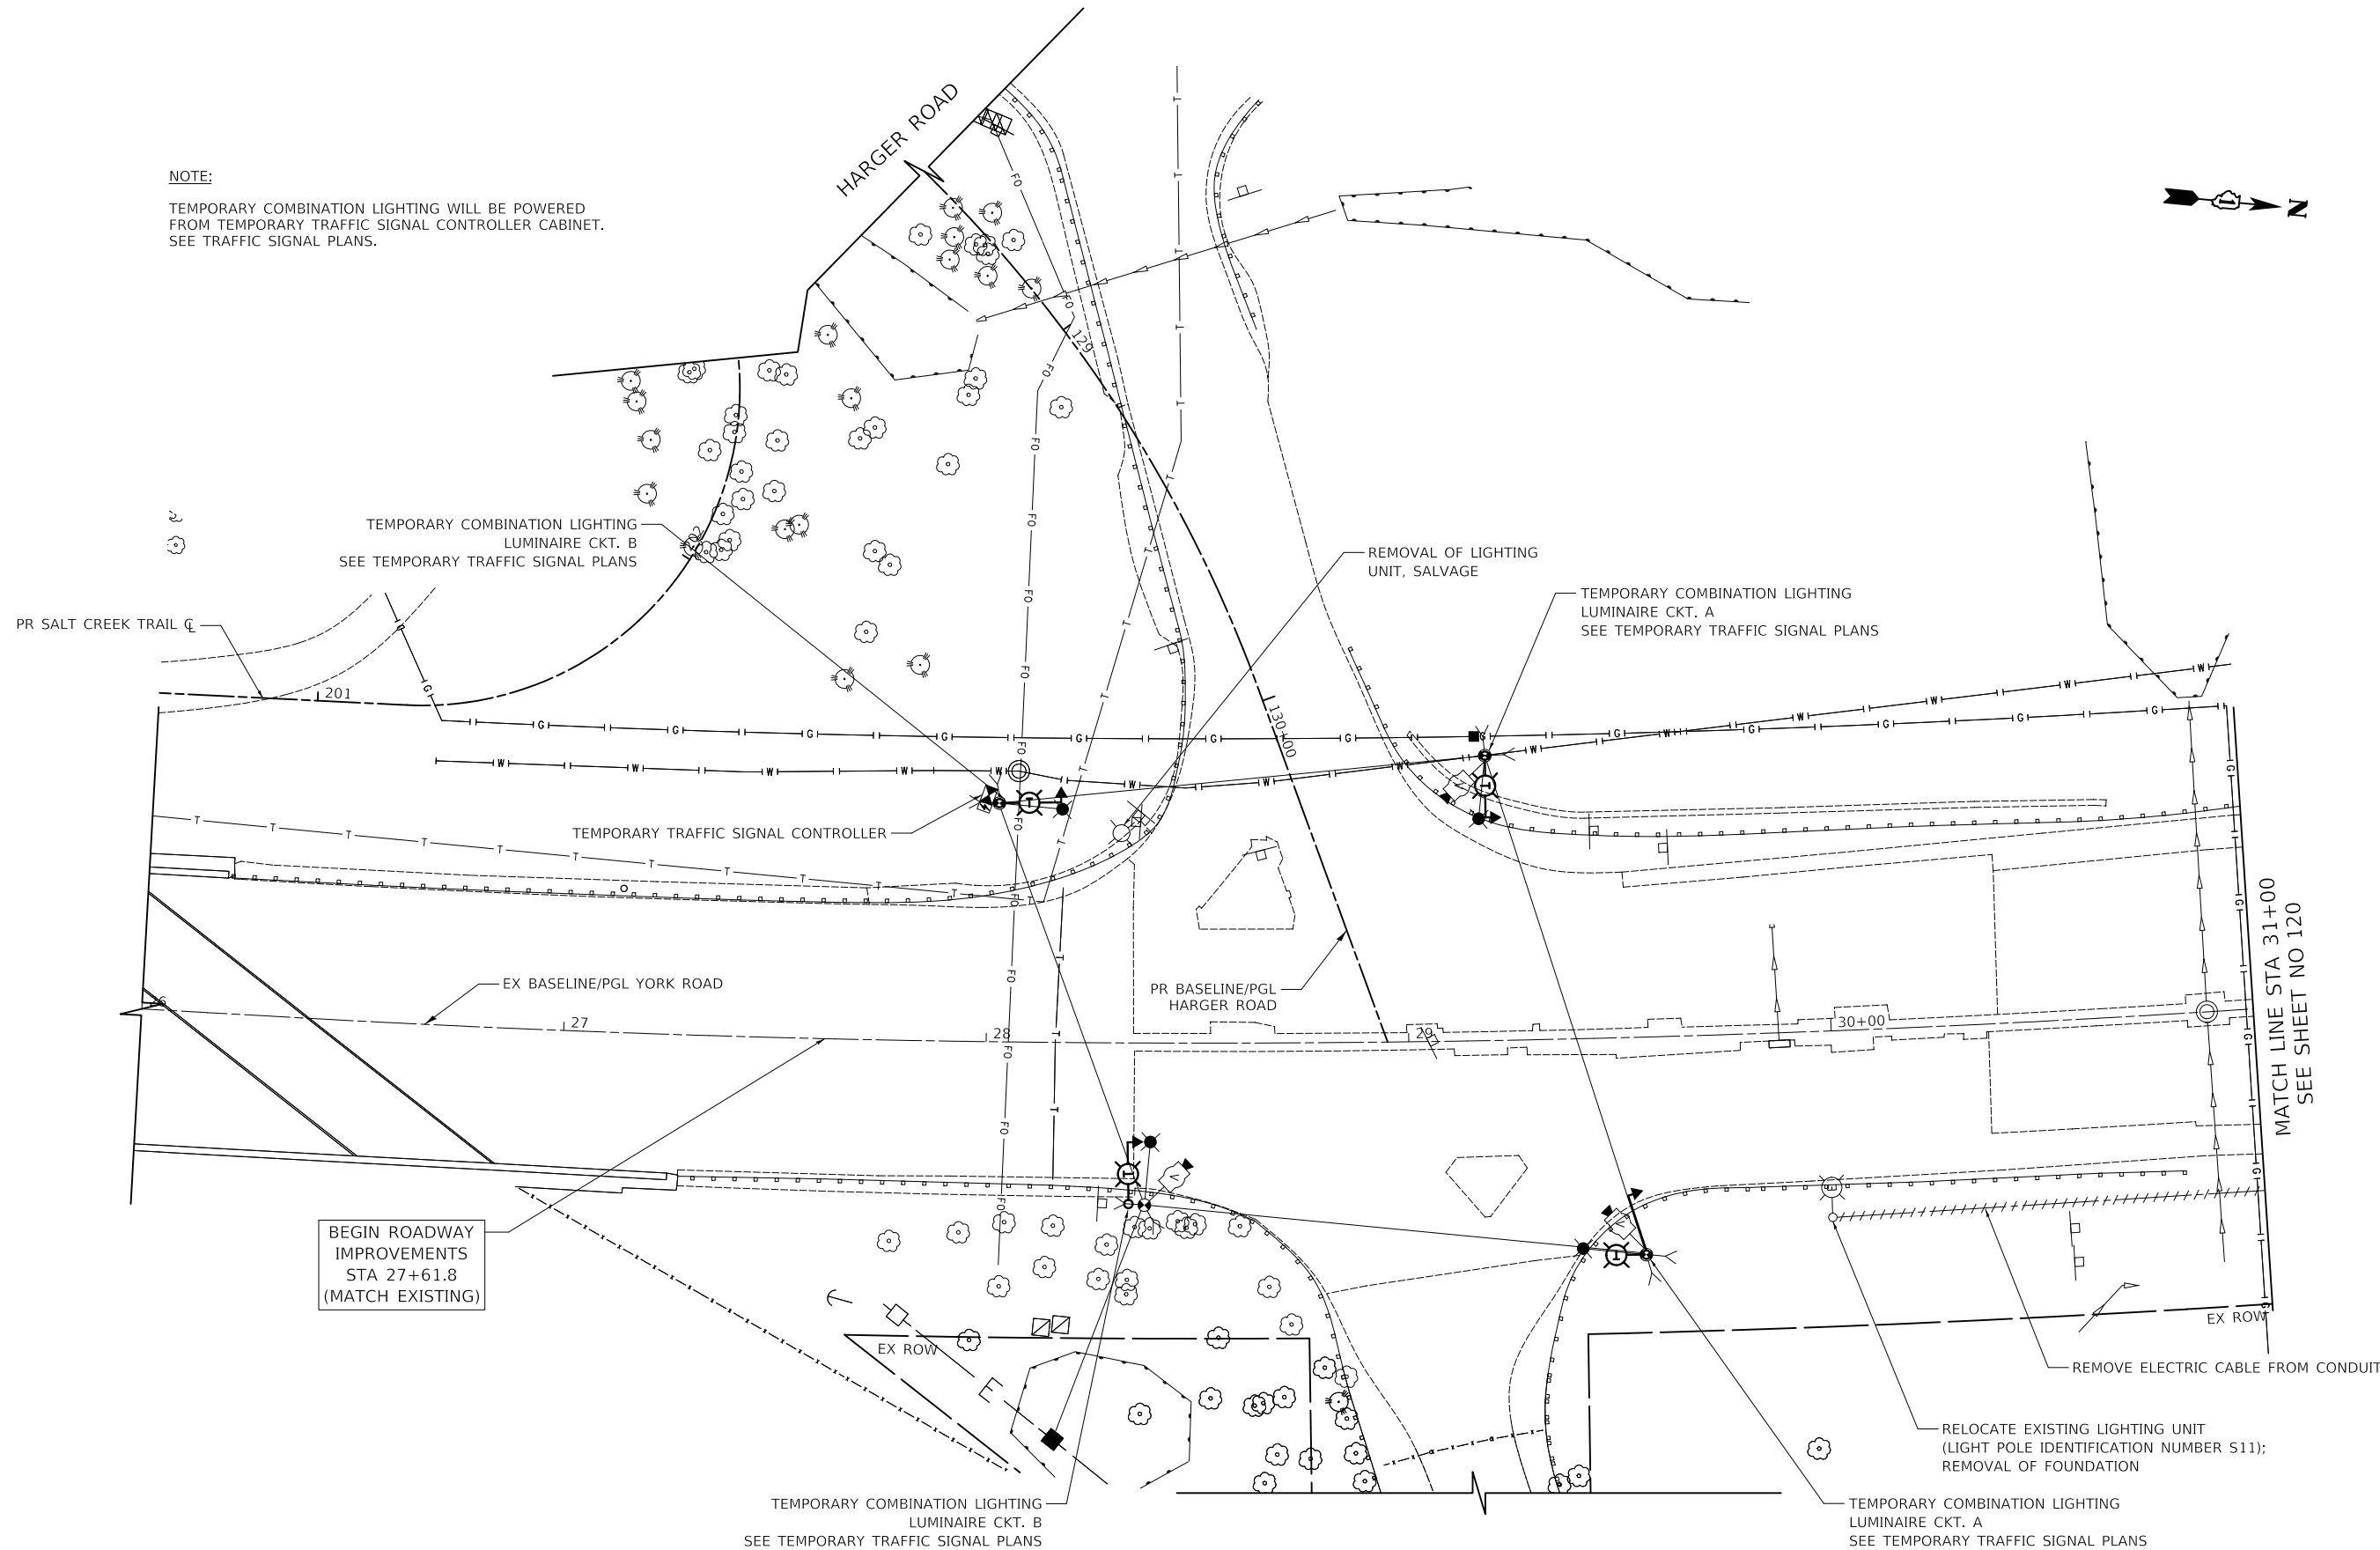 HARGER ROAD
NOTE:
TEMPORARY COMBINATION LIGHTING WILL BE POWERED
FROM TEMPORARY TRAFFIC SIGNAL CONTROLLER CABINET.
SEE TRAFFIC SIGNAL PLANS.
N
129
TEMPORARY COMBINATION LIGHTING
LUMINAIRE CKT. B
SEE TEMPORARY TRAFFIC SIGNAL PLANS
REMOVAL OF LIGHTING
UNIT, SALVAGE
TEMPORARY COMBINATION LIGHTING
LUMINAIRE CKT. A
SEE TEMPORARY TRAFFIC SIGNAL PLANS
PR SALT CREEK TRAIL ℄
201
130+00
TEMPORARY TRAFFIC SIGNAL CONTROLLER
EX BASELINE/PGL YORK ROAD
PR BASELINE/PGL
HARGER ROAD
27
28
29
30+00
MATCH LINE STA 31+00
SEE SHEET NO 120
BEGIN ROADWAY
IMPROVEMENTS
STA 27+61.8
(MATCH EXISTING)
EX ROW
EX ROW
REMOVE ELECTRIC CABLE FROM CONDUIT
RELOCATE EXISTING LIGHTING UNIT
(LIGHT POLE IDENTIFICATION NUMBER S11);
REMOVAL OF FOUNDATION
TEMPORARY COMBINATION LIGHTING
LUMINAIRE CKT. B
SEE TEMPORARY TRAFFIC SIGNAL PLANS
TEMPORARY COMBINATION LIGHTING
LUMINAIRE CKT. A
SEE TEMPORARY TRAFFIC SIGNAL PLANS